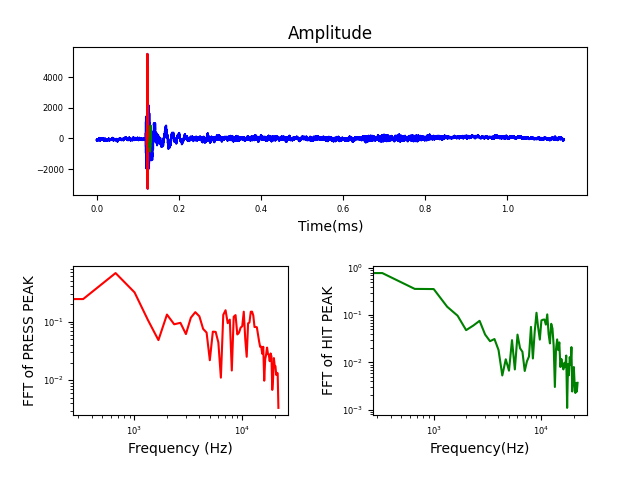 Amplitude
4000
2000
0
−2000
0.0 0.2 0.4 0.6 0.8 1.0
Time(ms)
FFT of PRESS PEAK
10⁻¹
10⁻²
10³ 10⁴
Frequency (Hz)
FFT of HIT PEAK
10⁰
10⁻¹
10⁻²
10⁻³
10³ 10⁴
Frequency(Hz)